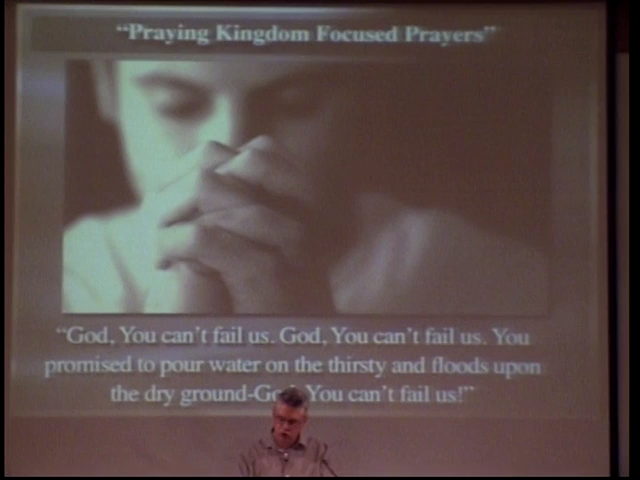 “Praying Kingdom Focused Prayers”
“God, You can’t fail us. God, You can’t fail us. You
promised to pour water on the thirsty and floods upon
the dry ground-God, You can’t fail us!”